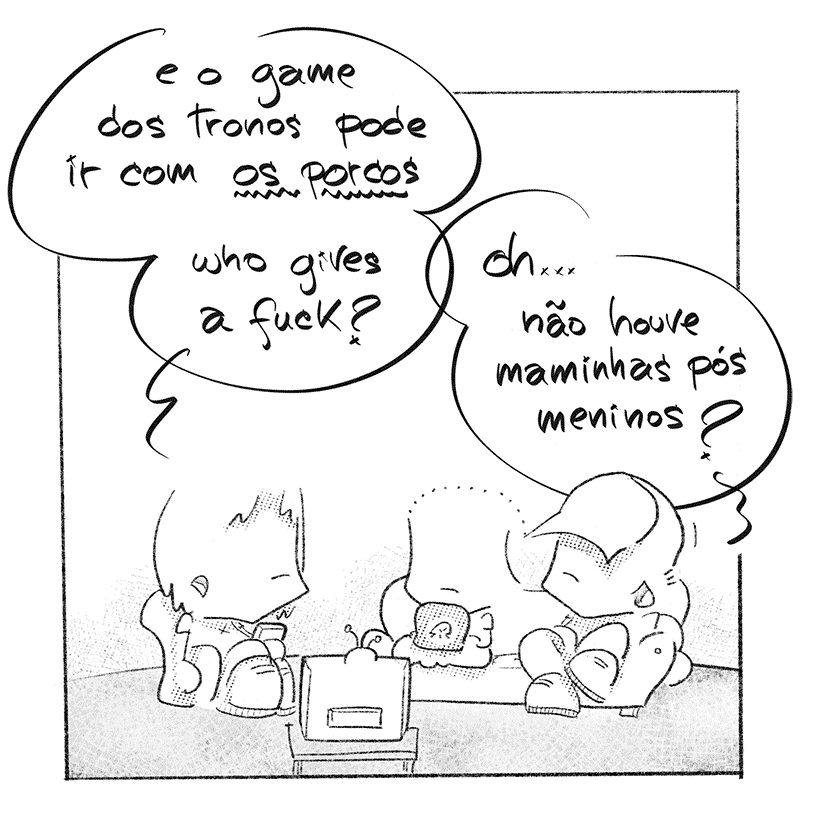 e o game
dos tronos pode
ir com os porcos
who gives
a fuck?
oh...
não houve
maminhas pós
meninos?